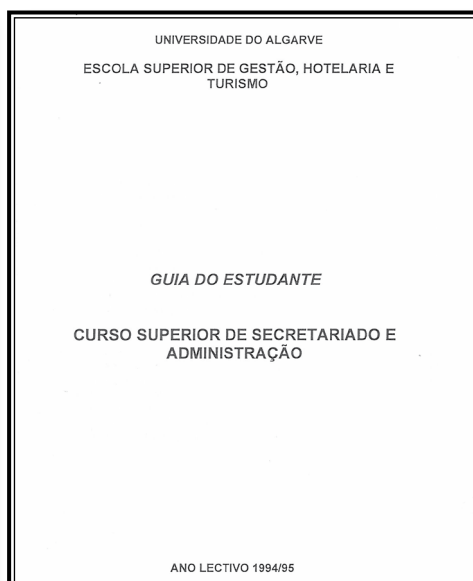 UNIVERSIDADE DO ALGARVE
ESCOLA SUPERIOR DE GESTÃO, HOTELARIA E
TURISMO
GUIA DO ESTUDANTE
CURSO SUPERIOR DE SECRETARIADO E
ADMINISTRAÇÃO
ANO LECTIVO 1994/95